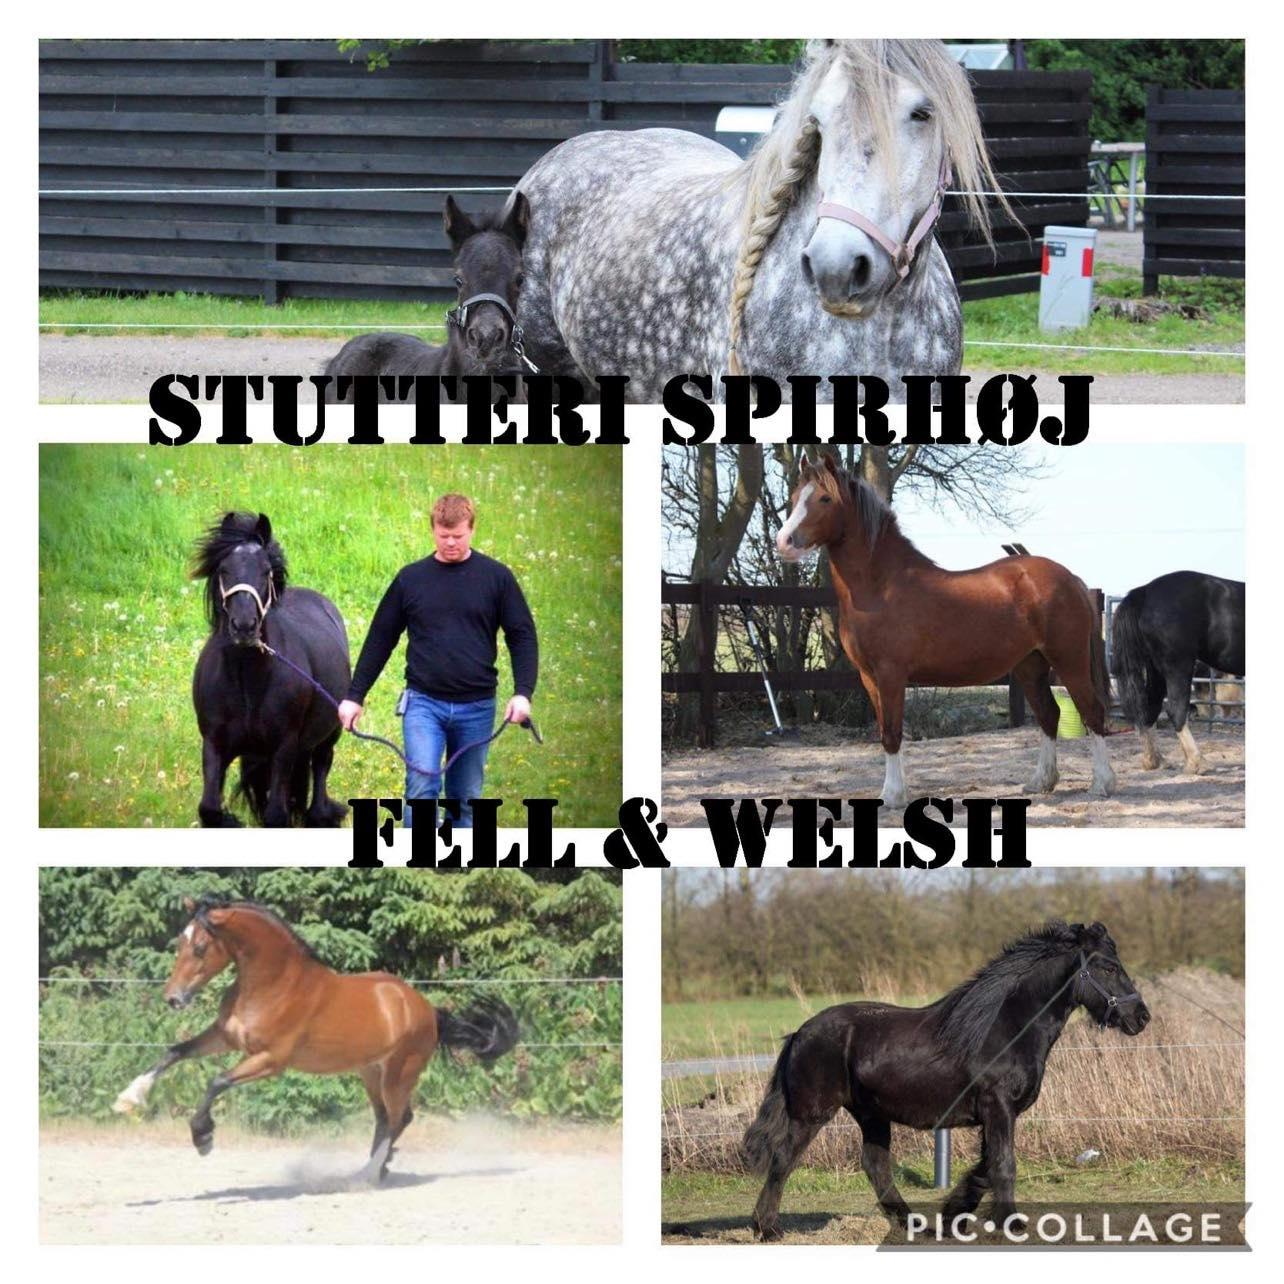 STUTTERI SPIRHØJ
FELL & WELSH
PIC•COLLAGE